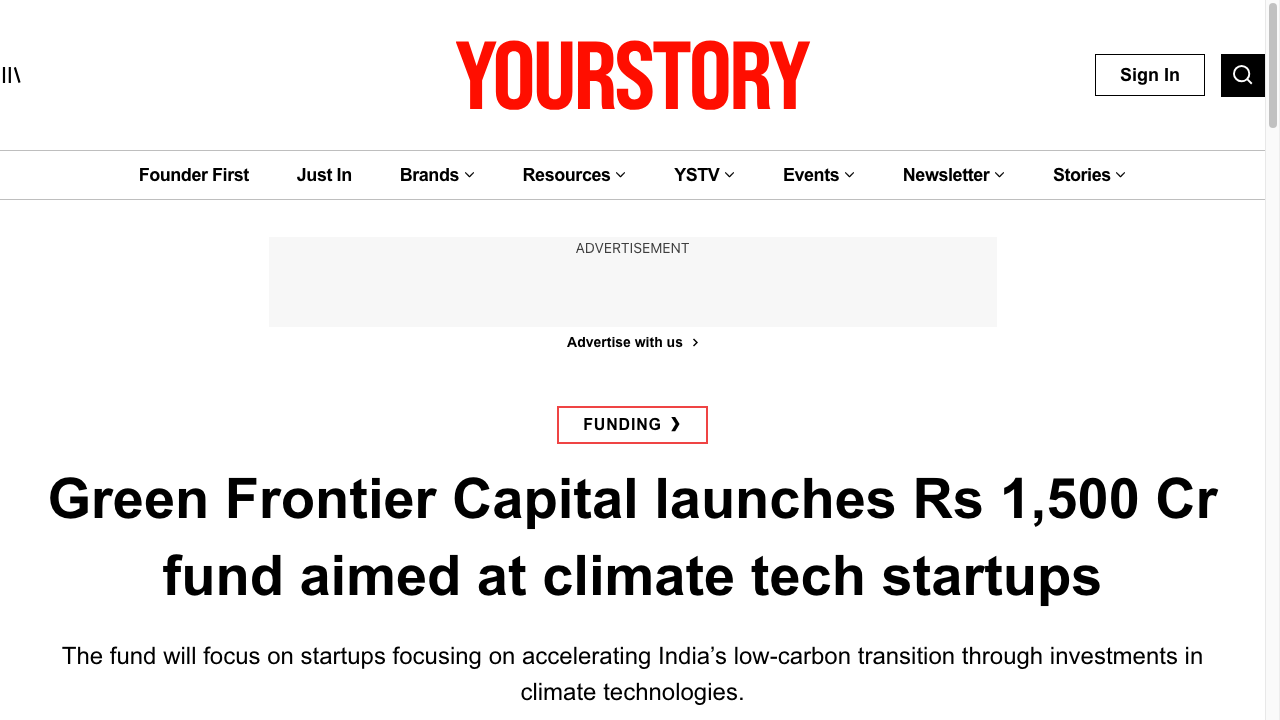 YOURSTORY
Sign In
Founder First Just In Brands Resources YSTV Events Newsletter Stories
ADVERTISEMENT
Advertise with us
FUNDING
Green Frontier Capital launches Rs 1,500 Cr
fund aimed at climate tech startups
The fund will focus on startups focusing on accelerating India’s low-carbon transition through investments in
climate technologies.